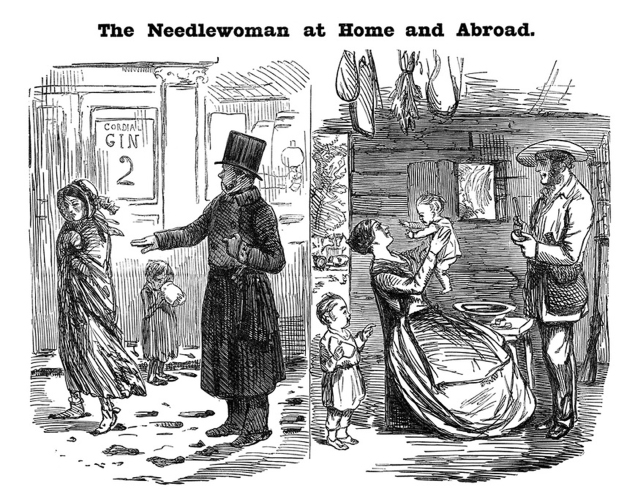 The Needlewoman at Home and Abroad.
CORDIAL
GIN
2